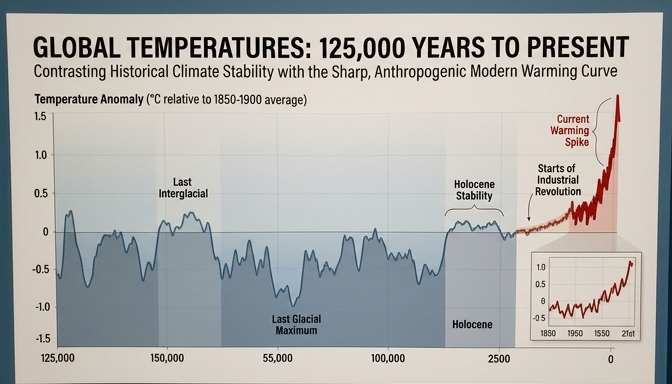 GLOBAL TEMPERATURES: 125,000 YEARS TO PRESENT
Contrasting Historical Climate Stability with the Sharp, Anthropogenic Modern Warming Curve
Temperature Anomaly (°C relative to 1850-1900 average)
1.5
1.0
0.5
0
-0.5
-1.0
-1.5
125,000
150,000
55,000
100,000
2500
0
Last
Interglacial
Last Glacial
Maximum
Holocene
Stability
Holocene
Starts of
Industrial
Revolution
Current
Warming
Spike
1.0
0.5
0
-0.5
1850
1950
1550
21st